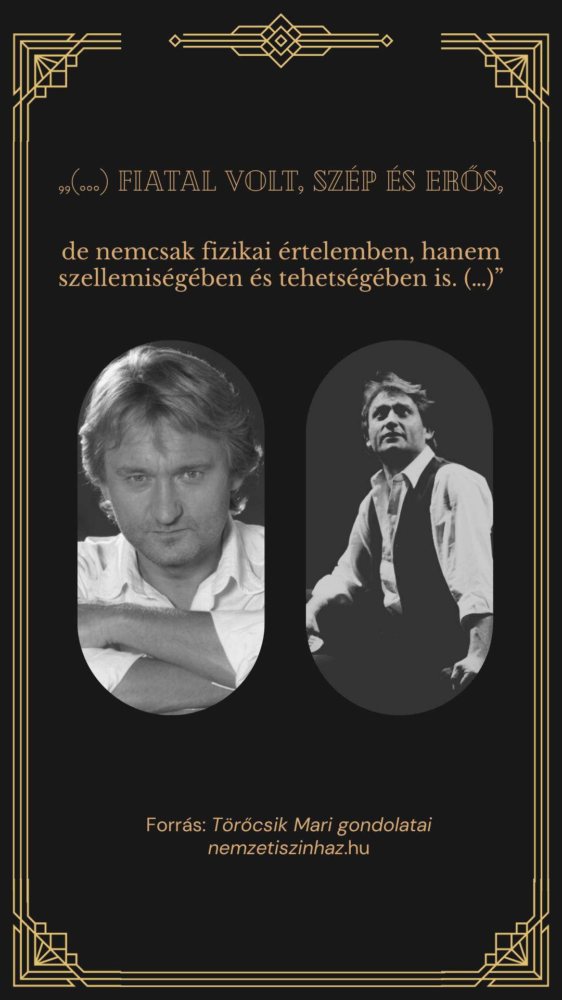 „(...) FIATAL VOLT, SZÉP ÉS ERŐS,
de nemcsak fizikai értelemben, hanem
szellemiségében és tehetségében is. (...)”
Forrás: Törőcsik Mari gondolatai
nemzetiszinhaz.hu